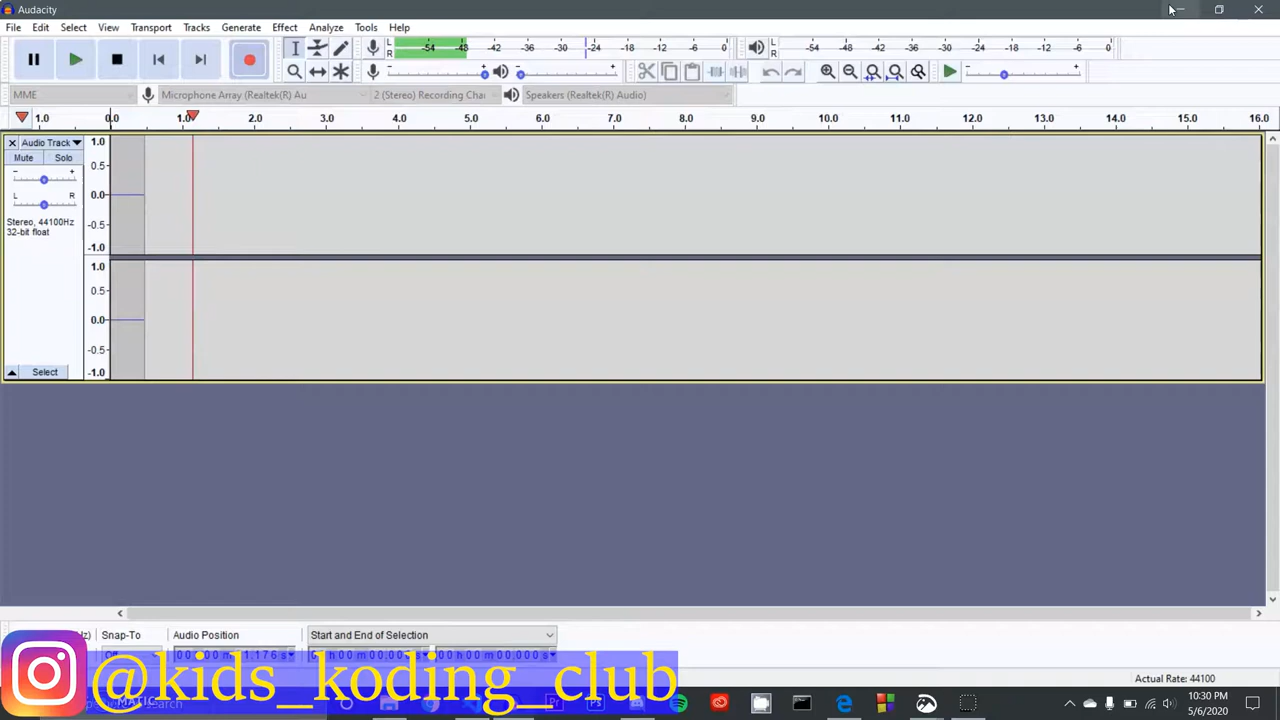 Audacity
File Edit Select View Transport Tracks Generate Effect Analyze Tools Help
L R -54 -48 -42 -36 -30 -24 -18 -12 -6 0
L R -54 -48 -42 -36 -30 -24 -18 -12 -6 0
MME Microphone Array (Realtek(R) Au 2 (Stereo) Recording Chan Speakers (Realtek(R) Audio)
1.0 0.0 1.0 2.0 3.0 4.0 5.0 6.0 7.0 8.0 9.0 10.0 11.0 12.0 13.0 14.0 15.0 16.0
Audio Track
Mute Solo
- +
L R
Stereo, 44100Hz
32-bit float
Select
1.0
0.5
0.0
-0.5
-1.0
1.0
0.5
0.0
-0.5
-1.0
Snap-To Audio Position Start and End of Selection
Off
@kids_koding_club
Actual Rate: 44100
search
Pr Ps
10:30 PM
5/6/2020